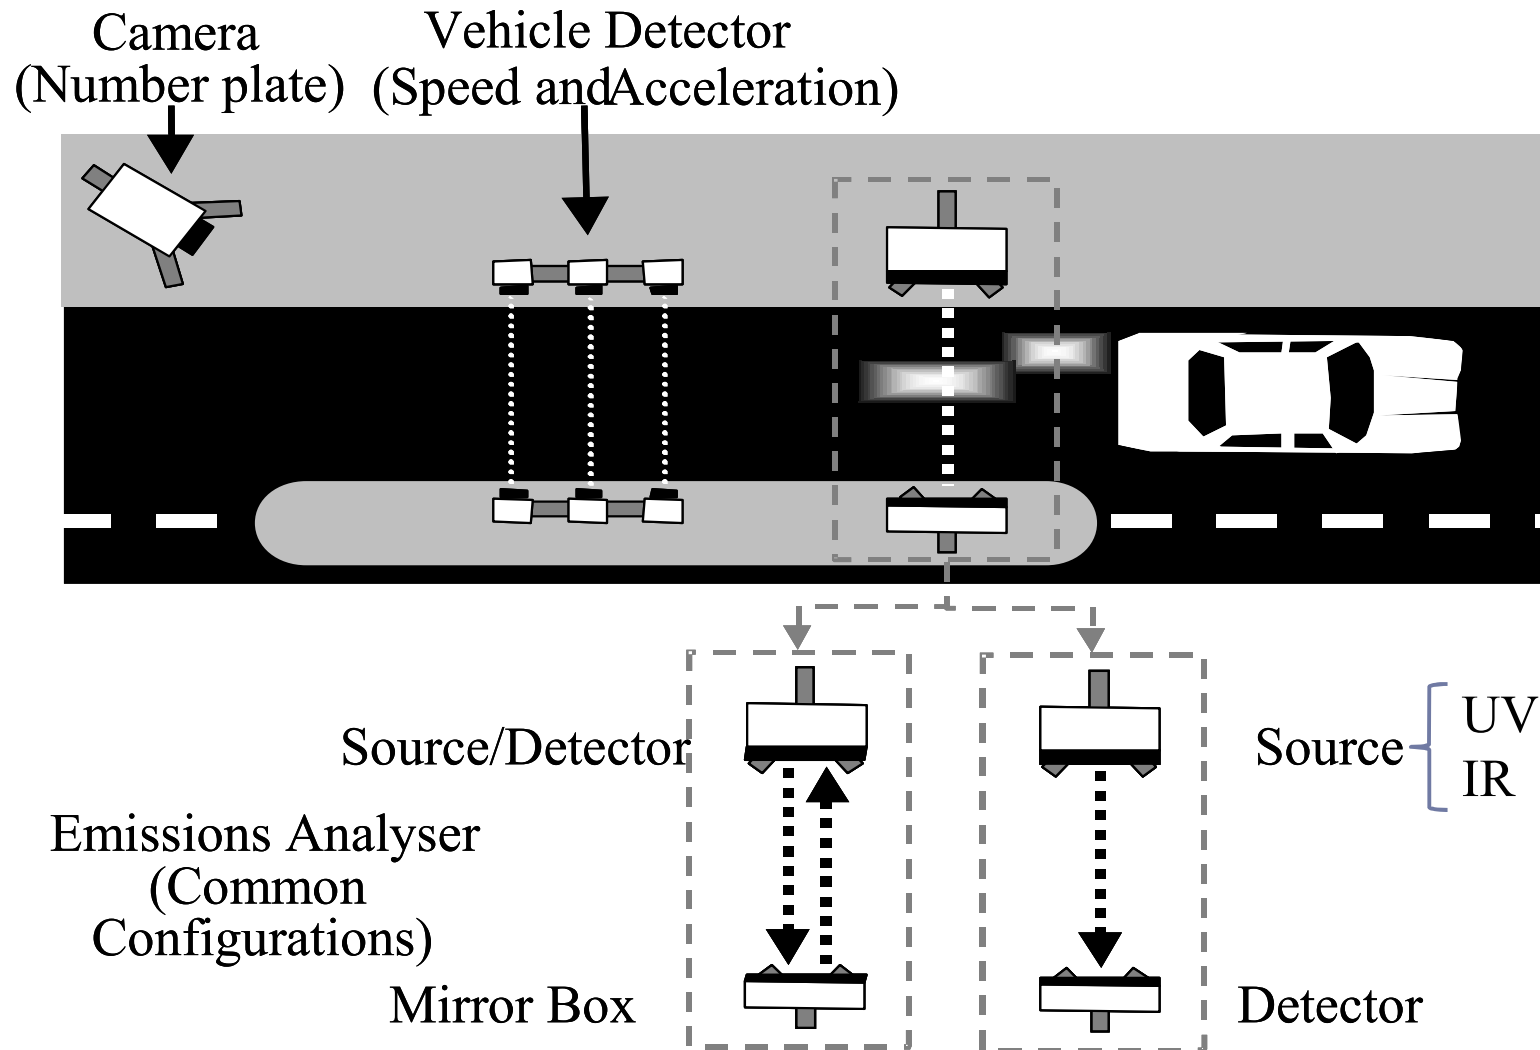 Camera
(Number plate)
Vehicle Detector
(Speed andAcceleration)
Source/Detector
Source
UV
IR
Emissions Analyser
(Common
Configurations)
Mirror Box
Detector